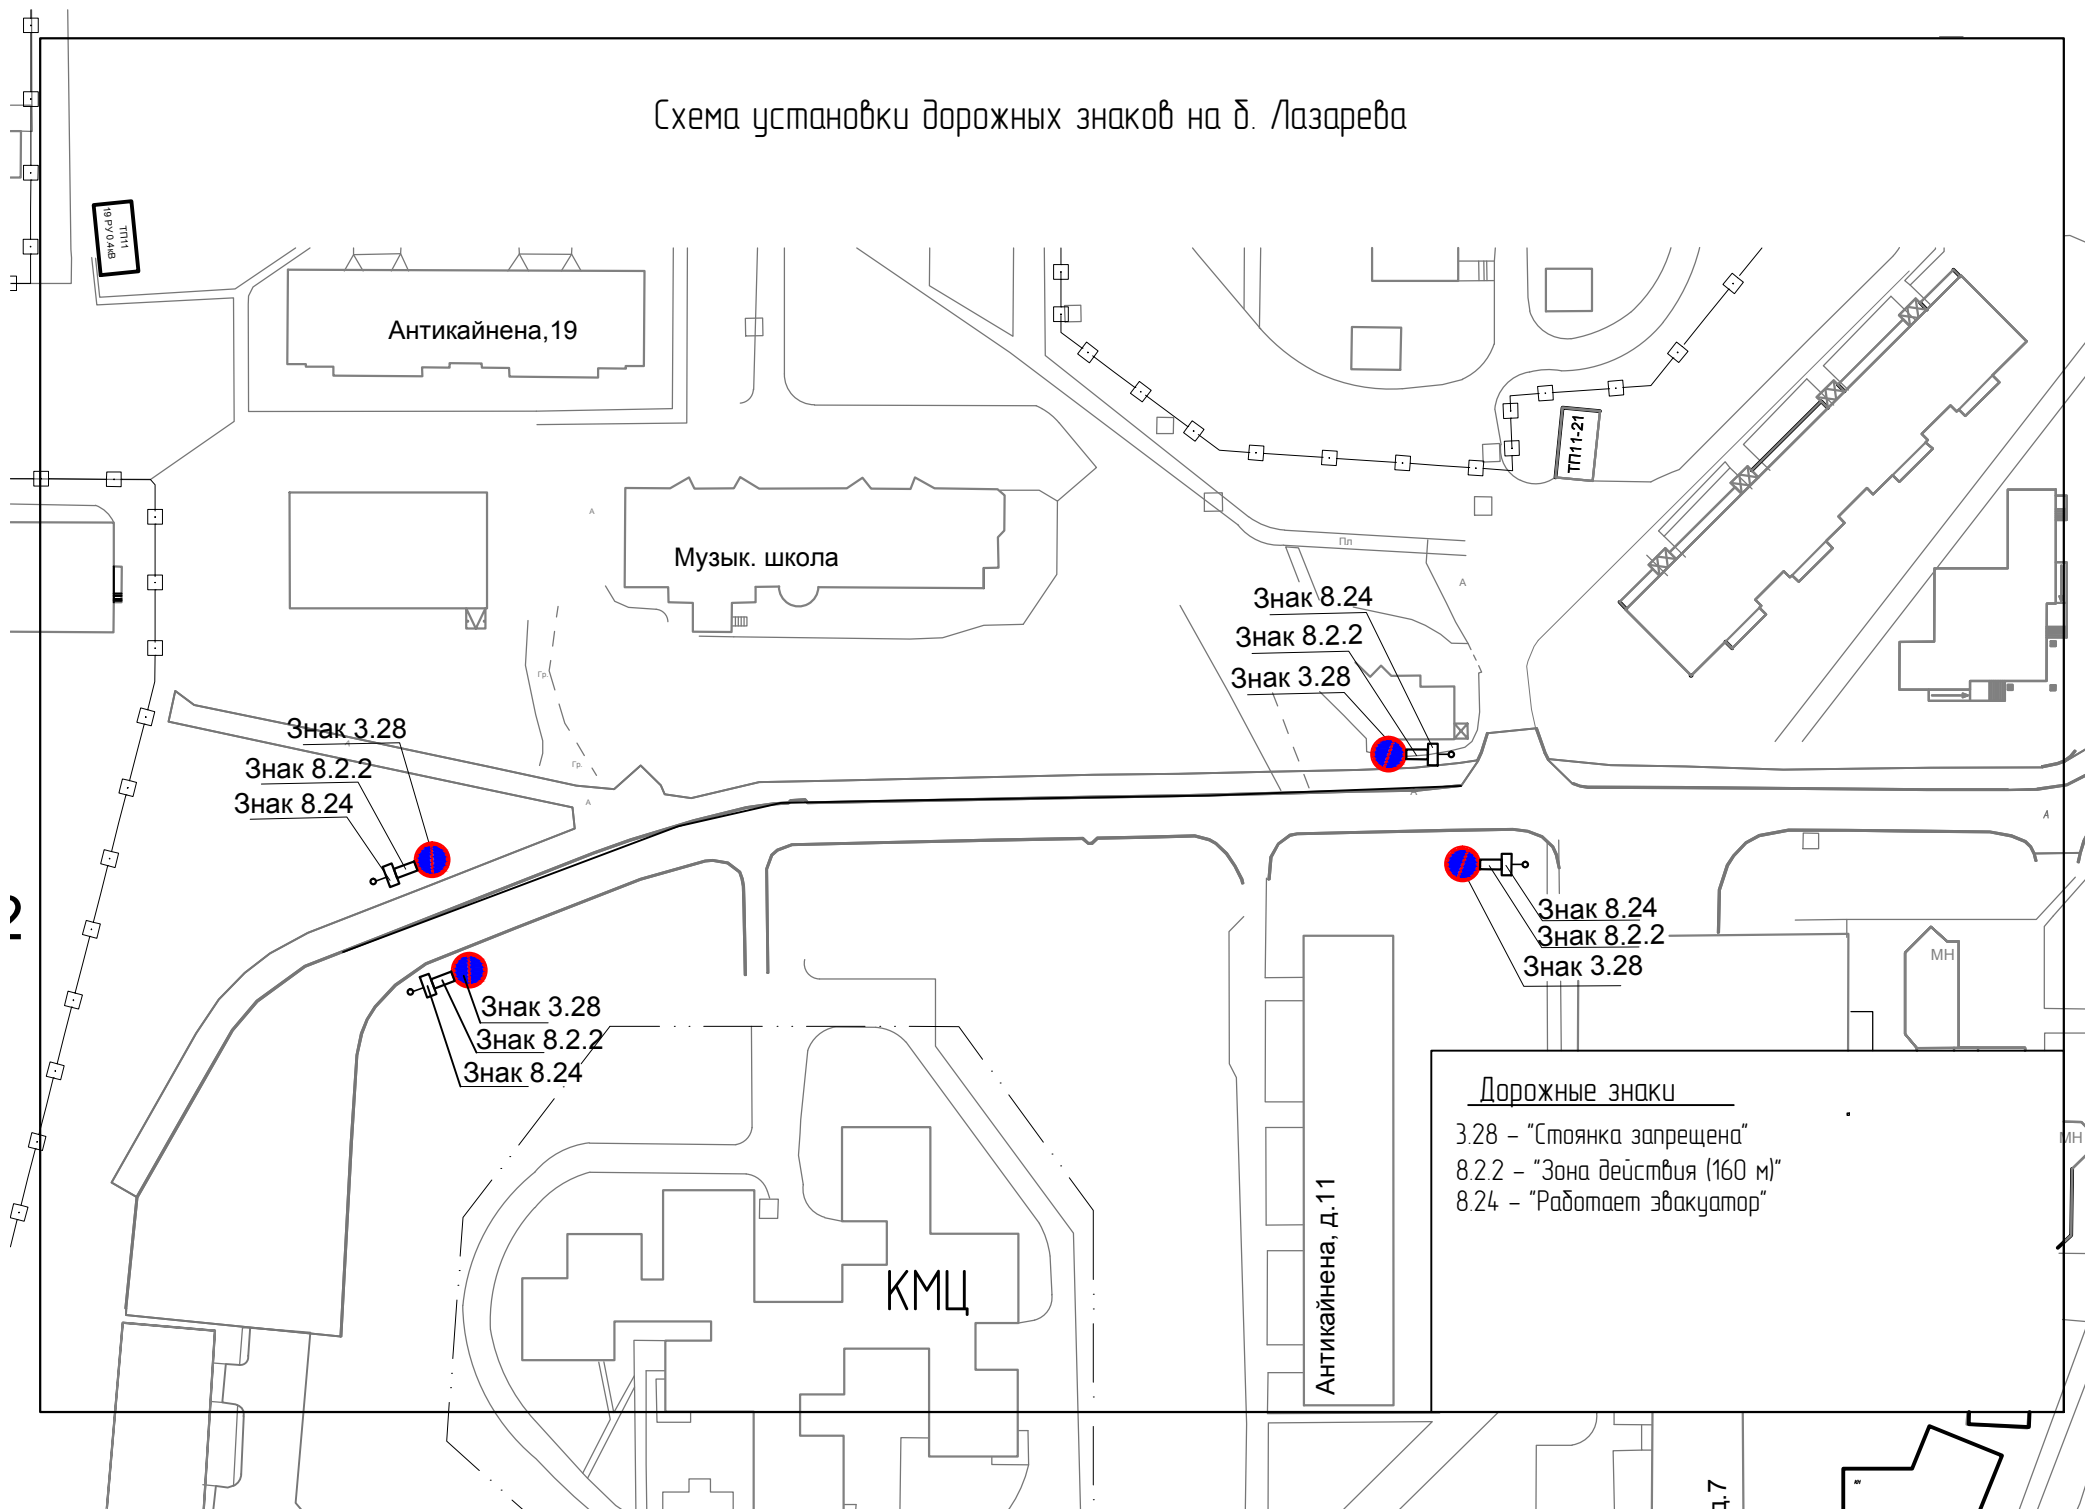 Схема установки дорожных знаков на б. Лазарева
ТП11
19 РУ 0.4кВ
Антикайнена,19
ТП11-21
А
Музык. школа
Пл
А
Знак 8.24
Знак 8.2.2
Знак 3.28
Гр.
Гр.
А
Знак 3.28
Знак 8.2.2
Знак 8.24
А
Знак 8.24
Знак 8.2.2
Знак 3.28
МН
Знак 3.28
Знак 8.2.2
Знак 8.24
Дорожные знаки
3.28 – "Стоянка запрещена"
8.2.2 – "Зона действия (160 м)"
8.24 – "Работает эвакуатор"
МН
Антикайнена, д.11
КМЦ
д.7